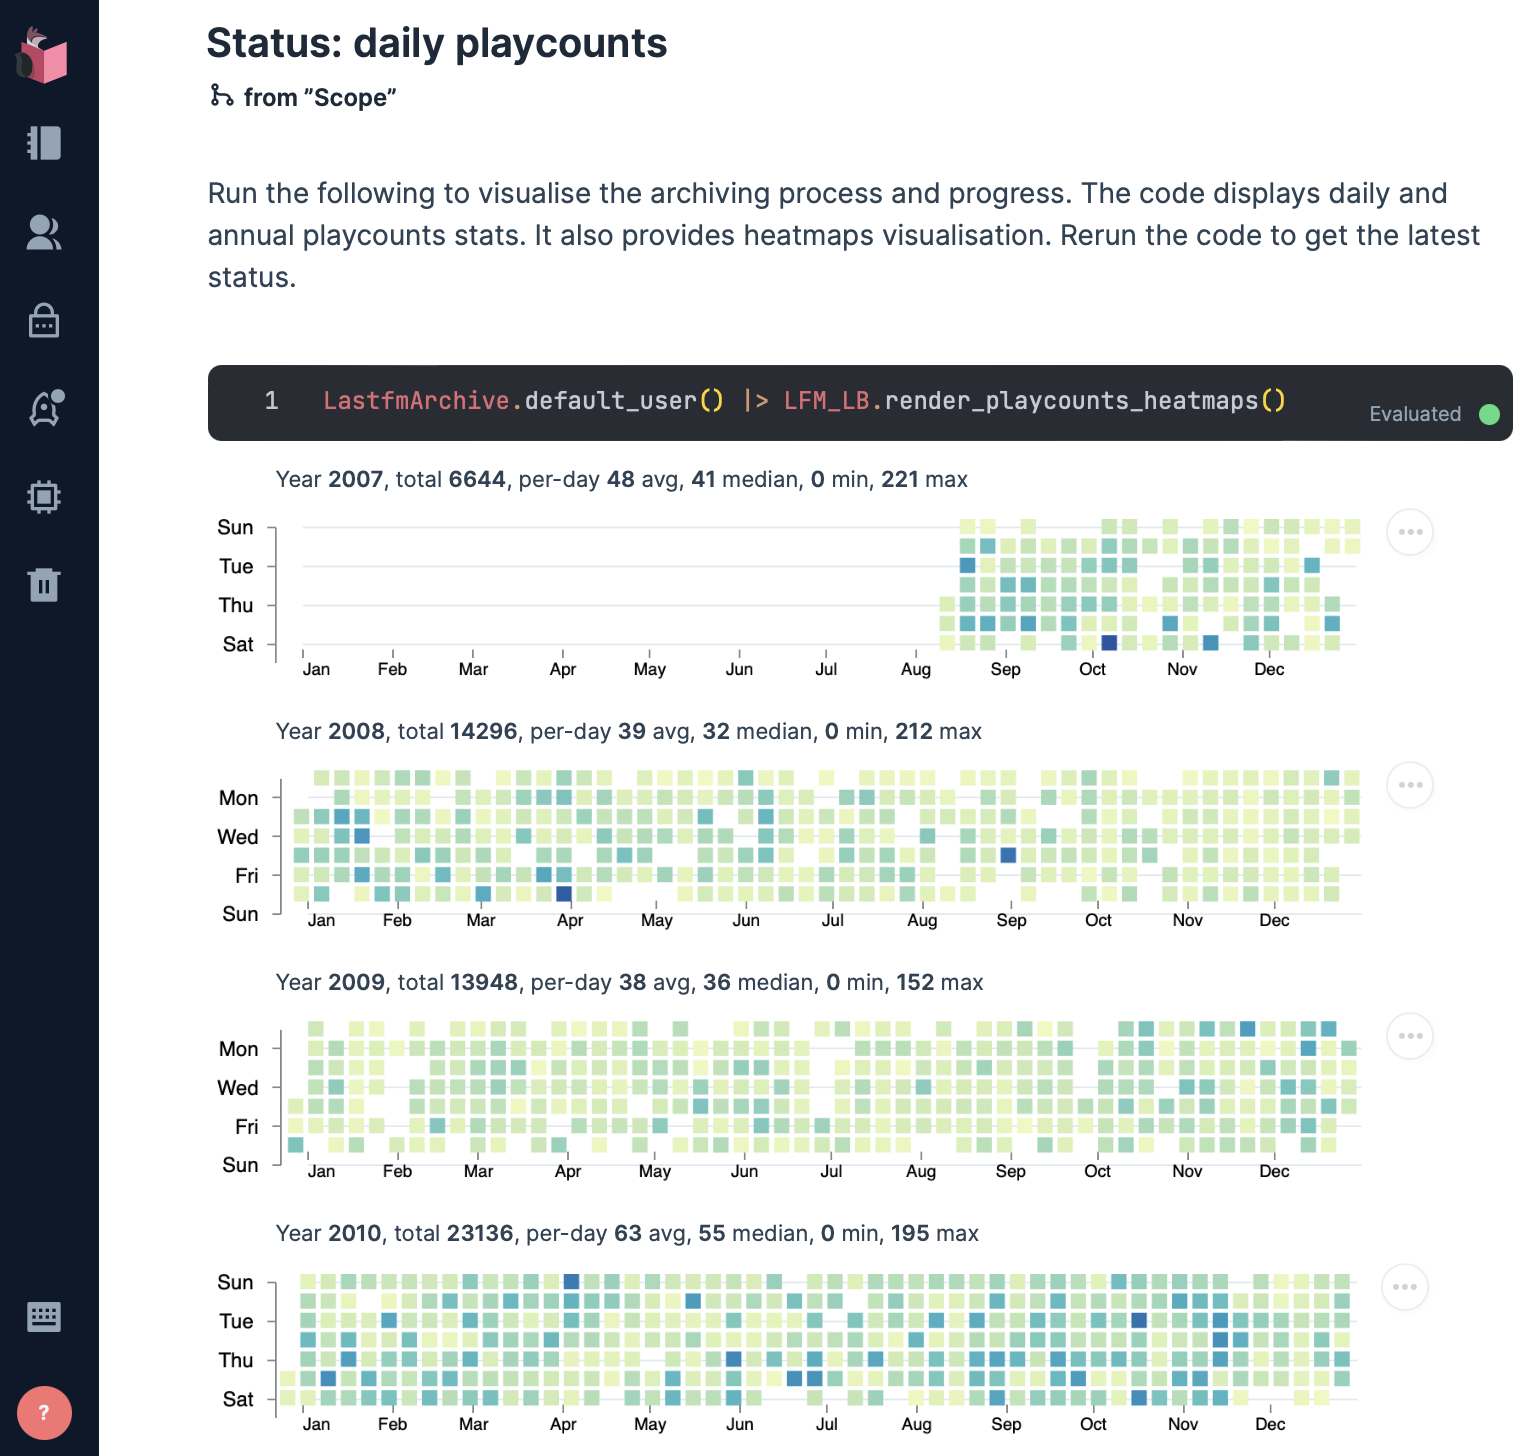 Status: daily playcounts
from ”Scope”
Run the following to visualise the archiving process and progress. The code displays daily and
annual playcounts stats. It also provides heatmaps visualisation. Rerun the code to get the latest
status.
1 LastfmArchive.default_user() |> LFM_LB.render_playcounts_heatmaps()
Evaluated
Year 2007, total 6644, per-day 48 avg, 41 median, 0 min, 221 max
Sun
Tue
Thu
Sat
Jan Feb Mar Apr May Jun Jul Aug Sep Oct Nov Dec
Year 2008, total 14296, per-day 39 avg, 32 median, 0 min, 212 max
Mon
Wed
Fri
Sun
Jan Feb Mar Apr May Jun Jul Aug Sep Oct Nov Dec
Year 2009, total 13948, per-day 38 avg, 36 median, 0 min, 152 max
Mon
Wed
Fri
Sun
Jan Feb Mar Apr May Jun Jul Aug Sep Oct Nov Dec
Year 2010, total 23136, per-day 63 avg, 55 median, 0 min, 195 max
Sun
Tue
Thu
Sat
Jan Feb Mar Apr May Jun Jul Aug Sep Oct Nov Dec
?